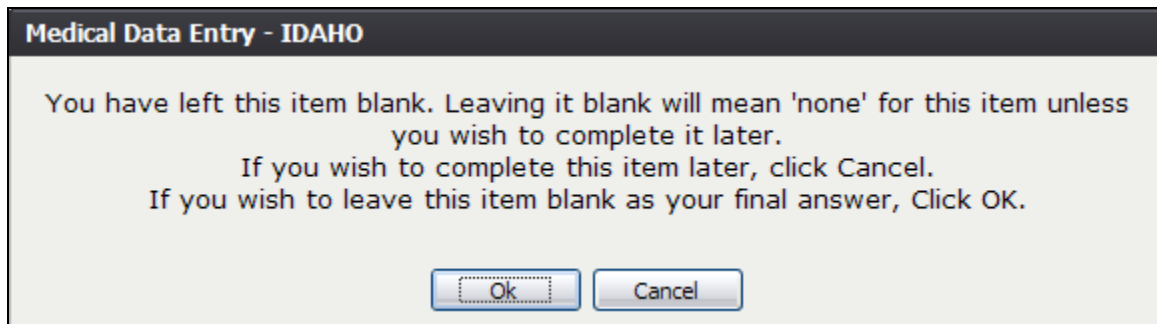 Medical Data Entry - IDAHO
You have left this item blank. Leaving it blank will mean 'none' for this item unless
you wish to complete it later.
If you wish to complete this item later, click Cancel.
If you wish to leave this item blank as your final answer, Click OK.
Ok Cancel